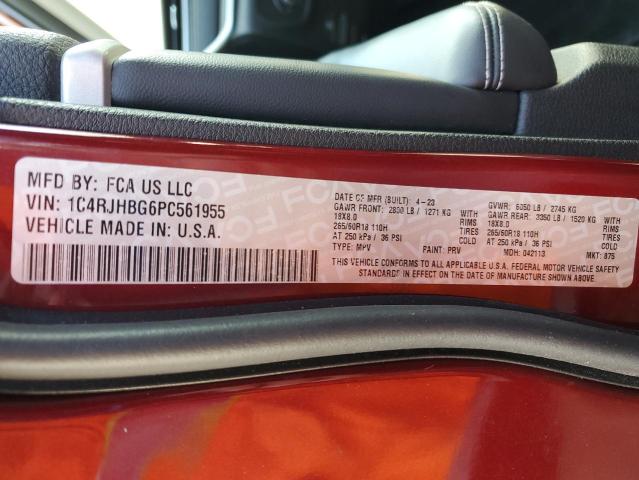 MFD BY: FCA US LLC
VIN: 1C4RJHBG6PC561955
VEHICLE MADE IN: U.S.A.
DATE OF MFR (BUILT): 4-23 GVWR: 6050 LB / 2745 KG
GAWR FRONT: 2800 LB / 1271 KG GAWR REAR: 3350 LB / 1520 KG
18X8.0 RIMS 18X8.0 RIMS
265/60R18 110H TIRES 265/60R18 110H TIRES
AT 250 kPa / 36 PSI COLD AT 250 kPa / 36 PSI COLD
TYPE: MPV PAINT: PRV MDH: 042113 MKT: 875
THIS VEHICLE CONFORMS TO ALL APPLICABLE U.S.A. FEDERAL MOTOR VEHICLE SAFETY
STANDARDS IN EFFECT ON THE DATE OF MANUFACTURE SHOWN ABOVE.